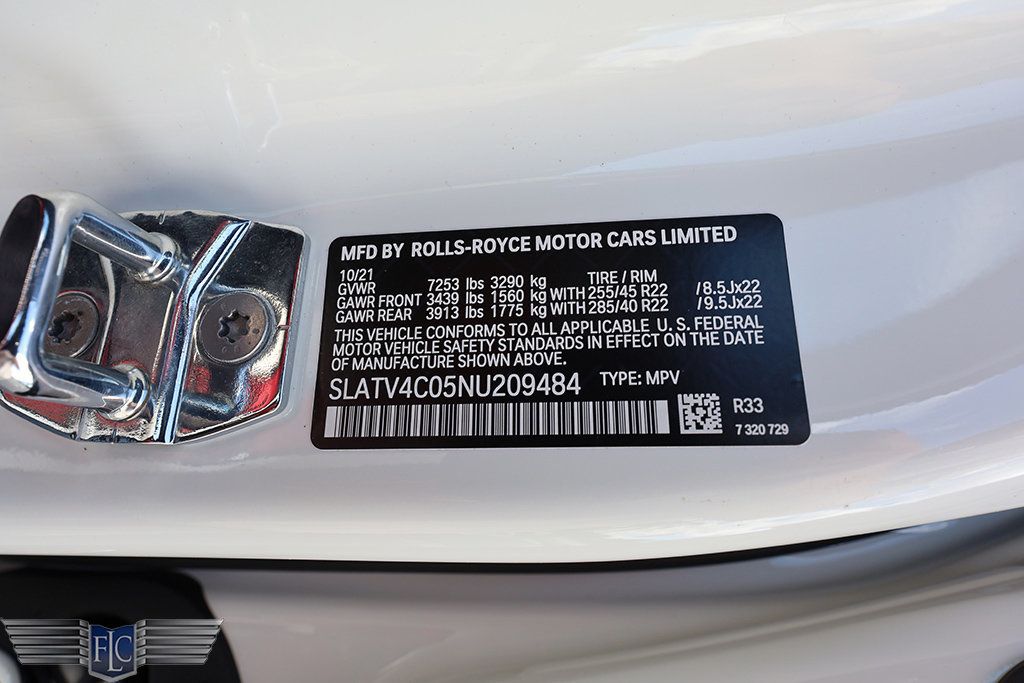 MFD BY ROLLS-ROYCE MOTOR CARS LIMITED
10/21
GVWR 7253 lbs 3290 kg TIRE / RIM
GAWR FRONT 3439 lbs 1560 kg WITH 255/45 R22 /8.5Jx22
GAWR REAR 3913 lbs 1775 kg WITH 285/40 R22 /9.5Jx22
THIS VEHICLE CONFORMS TO ALL APPLICABLE U. S. FEDERAL
MOTOR VEHICLE SAFETY STANDARDS IN EFFECT ON THE DATE
OF MANUFACTURE SHOWN ABOVE.
SLATV4C05NU209484 TYPE: MPV
R33
7 320 729
FLC